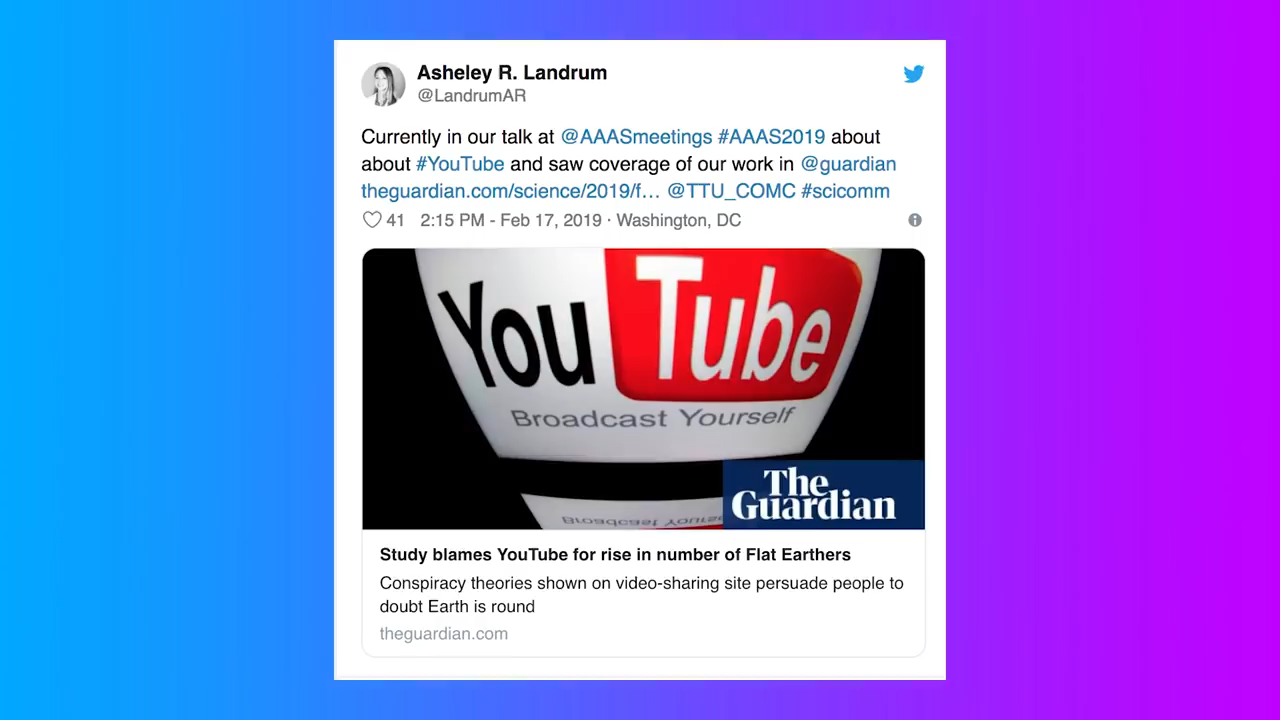 Asheley R. Landrum
@LandrumAR
Currently in our talk at @AAASmeetings #AAAS2019 about
about #YouTube and saw coverage of our work in @guardian
theguardian.com/science/2019/f… @TTU_COMC #scicomm
41 2:15 PM - Feb 17, 2019 · Washington, DC
YouTube
Broadcast Yourself
The
Guardian
Broadcast Yourse
Study blames YouTube for rise in number of Flat Earthers
Conspiracy theories shown on video-sharing site persuade people to
doubt Earth is round
theguardian.com